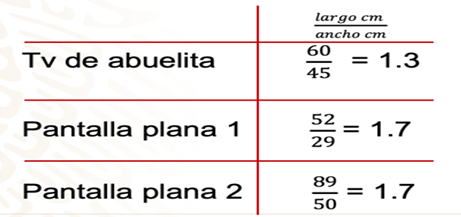 largo cm
ancho cm
Tv de abuelita 60/45 = 1.3
Pantalla plana 1 52/29 = 1.7
Pantalla plana 2 89/50 = 1.7